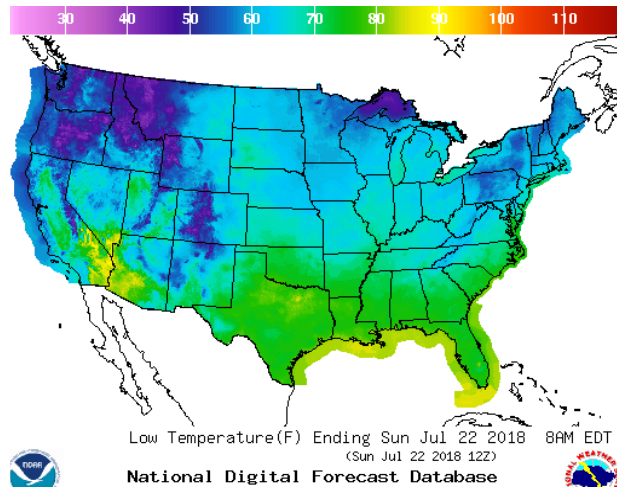 30 40 50 60 70 80 90 100 110
Low Temperature(F) Ending Sun Jul 22 2018 8AM EDT
(Sun Jul 22 2018 12Z)
National Digital Forecast Database
NOAA